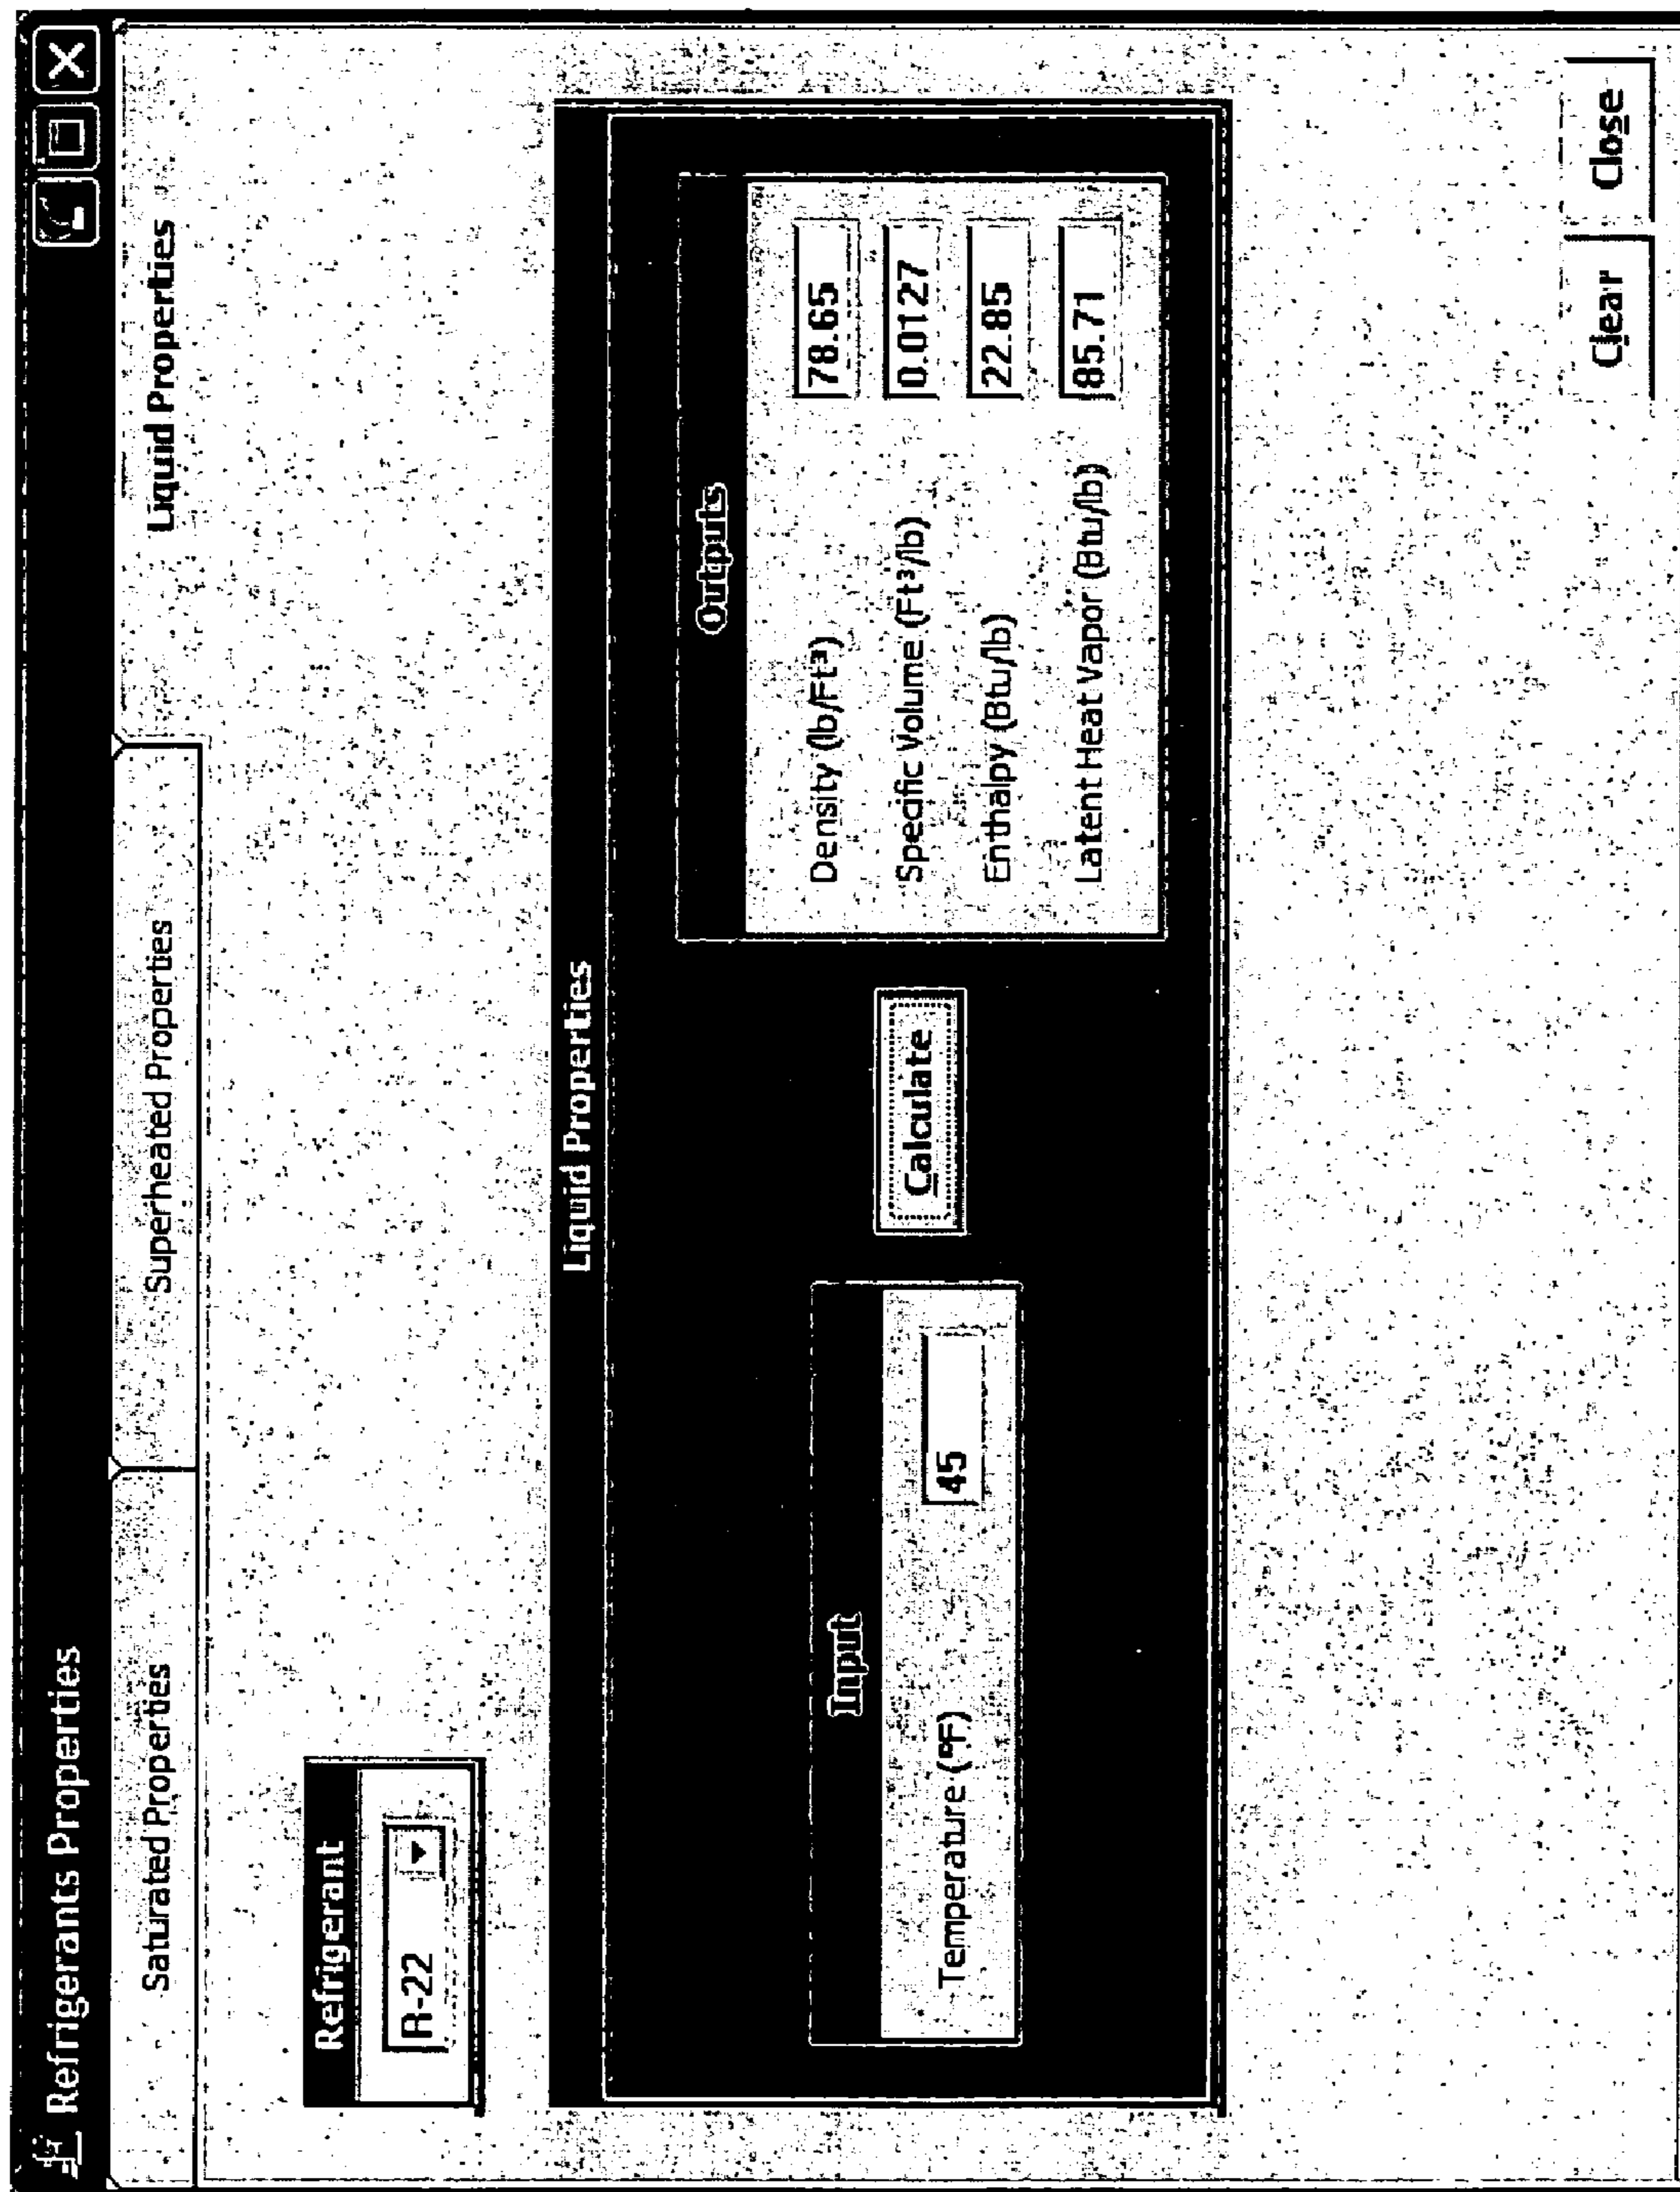 Refrigerants Properties
Saturated Properties Superheated Properties Liquid Properties
Refrigerant
R-22
Liquid Properties
Input
Temperature (ºF) 45
Calculate
Outputs
Density (lb/Ft³) 78.65
Specific Volume (Ft³/lb) 0.0127
Enthalpy (Btu/lb) 22.85
Latent Heat Vapor (Btu/lb) 85.71
Clear Close